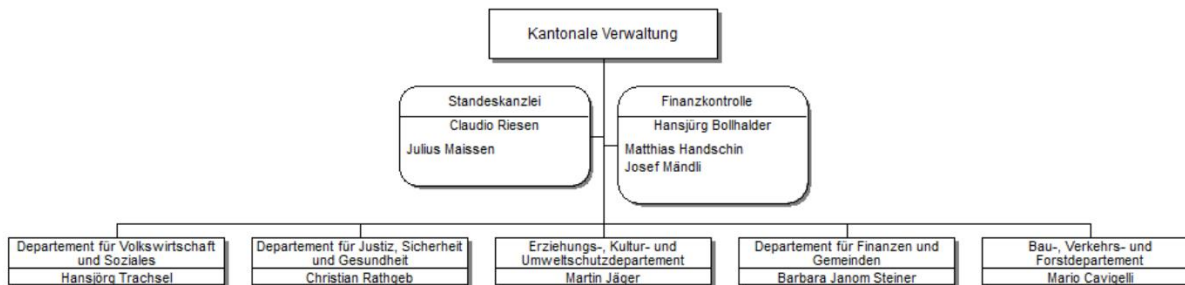 Kantonale Verwaltung
Standeskanzlei
Claudio Riesen
Julius Maissen
Finanzkontrolle
Hansjürg Bollhalder
Matthias Handschin
Josef Mändli
Departement für Volkswirtschaft
und Soziales
Hansjörg Trachsel
Departement für Justiz, Sicherheit
und Gesundheit
Christian Rathgeb
Erziehungs-, Kultur- und
Umweltschutzdepartement
Martin Jäger
Departement für Finanzen und
Gemeinden
Barbara Janom Steiner
Bau-, Verkehrs- und
Forstdepartement
Mario Cavigelli